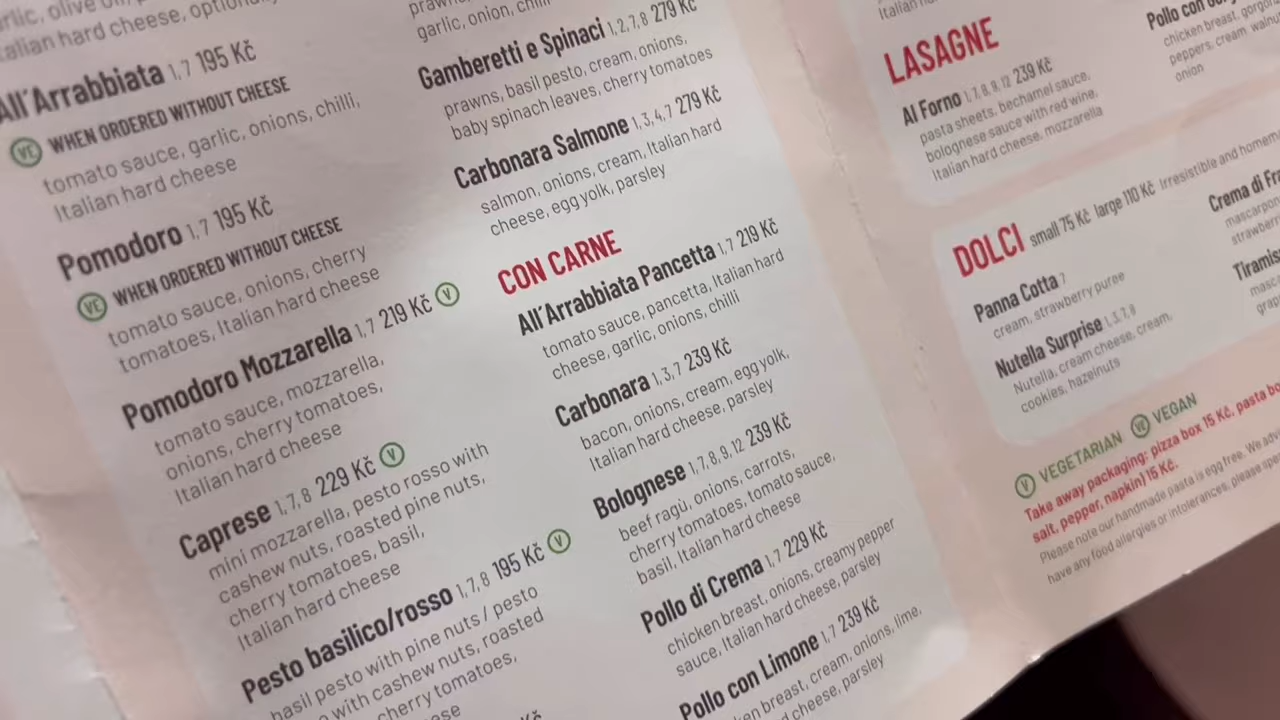 garlic, olive oil,
Italian hard cheese,
All'Arrabbiata 1, 7 195 Kč
VE WHEN ORDERED WITHOUT CHEESE
tomato sauce, garlic, onions, chilli,
Italian hard cheese
Pomodoro 1, 7 195 Kč
VE WHEN ORDERED WITHOUT CHEESE
tomato sauce, onions, cherry
tomatoes, Italian hard cheese
Pomodoro Mozzarella 1, 7 219 Kč V
tomato sauce, mozzarella,
onions, cherry tomatoes,
Italian hard cheese
Caprese 1, 7, 8 229 Kč V
mini mozzarella, pesto rosso with
cashew nuts, roasted pine nuts,
cherry tomatoes, basil,
Italian hard cheese
Pesto basilico/rosso 1, 7, 8 195 Kč V
basil pesto with pine nuts / pesto
with cashew nuts, roasted
cherry tomatoes,
cheese
Kč
prawns,
garlic, onion, chilli
Gamberetti e Spinaci 1, 2, 7, 8 279 Kč
prawns, basil pesto, cream, onions,
baby spinach leaves, cherry tomatoes
Carbonara Salmone 1, 3, 4, 7 279 Kč
salmon, onions, cream, Italian hard
cheese, egg yolk, parsley
CON CARNE
All'Arrabbiata Pancetta 1, 7 219 Kč
tomato sauce, pancetta, Italian hard
cheese, garlic, onions, chilli
Carbonara 1, 3, 7 239 Kč
bacon, onions, cream, egg yolk,
Italian hard cheese, parsley
Bolognese 1, 7, 8, 9, 12 239 Kč
beef ragú, onions, carrots,
cherry tomatoes, tomato sauce,
basil, Italian hard cheese
Pollo di Crema 1, 7 229 Kč
chicken breast, onions, creamy pepper
sauce, Italian hard cheese, parsley
Pollo con Limone 1, 7 239 Kč
breast, cream, onions, lime,
cheese, parsley
Italian
LASAGNE
Al Forno 1, 7, 8, 9, 12 239 Kč
pasta sheets, bechamel sauce,
bolognese sauce with red wine,
Italian hard cheese, mozzarella
Pollo con
chicken breast,
peppers, cream,
onion
DOLCI small 75 Kč large 110 Kč Irresistible and
Panna Cotta 7
cream, strawberry puree
Nutella Surprise 1, 3, 7, 8
Nutella, cream cheese, cream,
cookies, hazelnuts
Crema di
V VEGETARIAN VE VEGAN
Take away packaging: pizza box 15 Kč, pasta
salt, pepper, napkin) 15 Kč.
Please note our handmade pasta is egg free. We
have any food allergies or intolerances, please